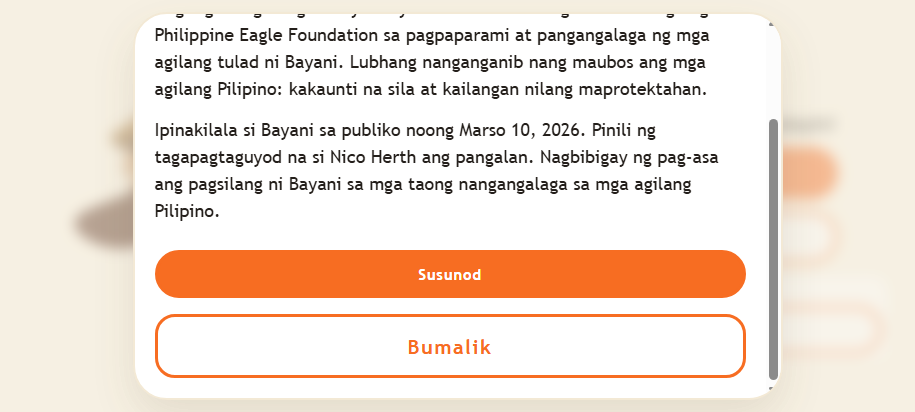 Philippine Eagle Foundation sa pagpaparami at pangangalaga ng mga
agilang tulad ni Bayani. Lubhang nanganganib nang maubos ang mga
agilang Pilipino: kakaunti na sila at kailangan nilang maprotektahan.
Ipinakilala si Bayani sa publiko noong Marso 10, 2026. Pinili ng
tagapagtaguyod na si Nico Herth ang pangalan. Nagbibigay ng pag-asa
ang pagsilang ni Bayani sa mga taong nangangalaga sa mga agilang
Pilipino.
Susunod
Bumalik